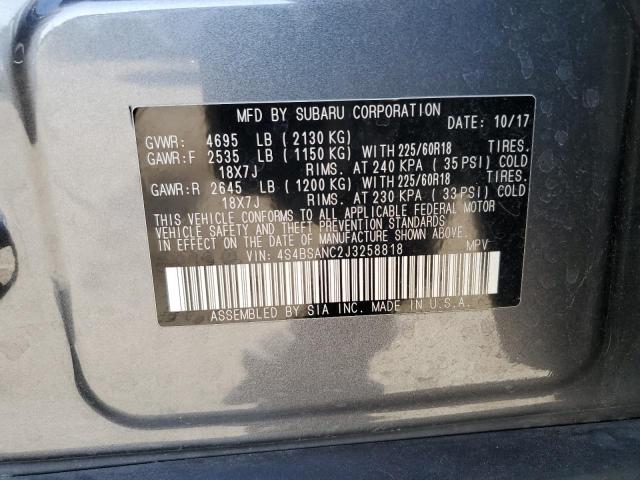 MFD BY SUBARU CORPORATION
DATE: 10/17
GVWR: 4695 LB (2130 KG)
GAWR:F 2535 LB (1150 KG) WITH 225/60R18 TIRES.
18X7J RIMS. AT 240 KPA (35 PSI) COLD
GAWR:R 2645 LB (1200 KG) WITH 225/60R18 TIRES.
18X7J RIMS. AT 230 KPA (33 PSI) COLD
THIS VEHICLE CONFORMS TO ALL APPLICABLE FEDERAL MOTOR
VEHICLE SAFETY, BUMPER, AND THEFT PREVENTION STANDARDS
IN EFFECT ON THE DATE OF MANUFACTURE SHOWN ABOVE.
VIN: 4S4BSANC2J3258818 MPV
ASSEMBLED BY SIA INC. MADE IN U.S.A.